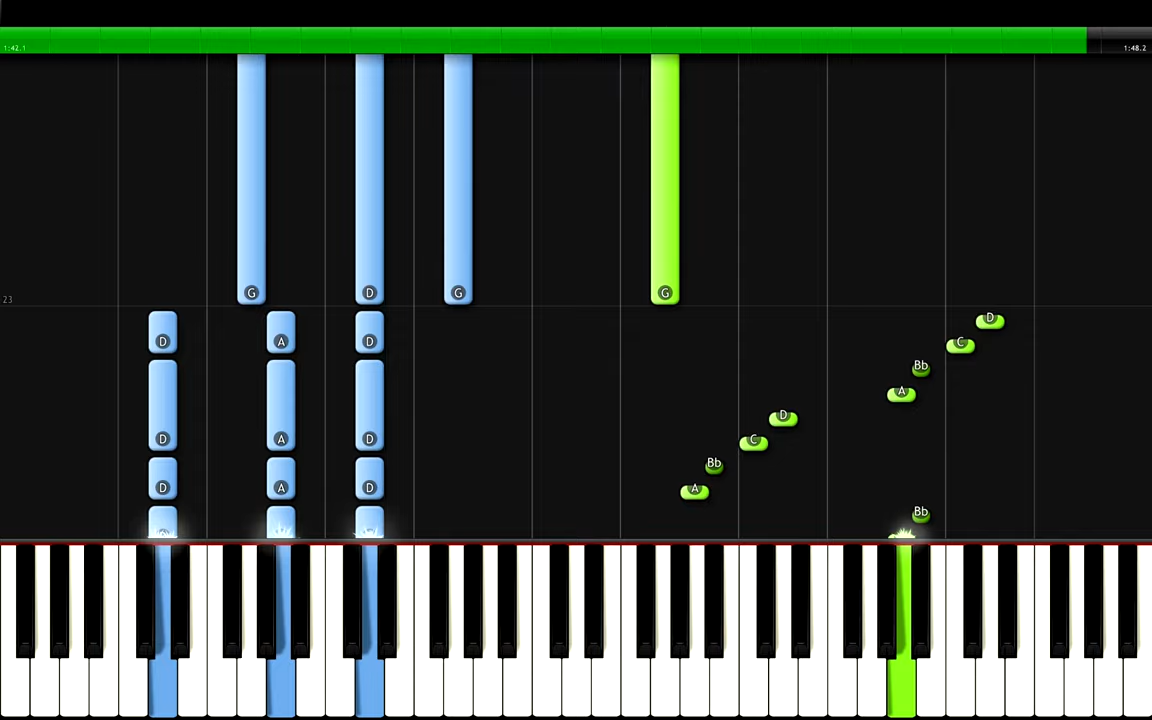 1:42.1 1:48.2
G D G G
23
D
D A D C
Bb
A
D
D A D C
Bb
D A D A
Bb